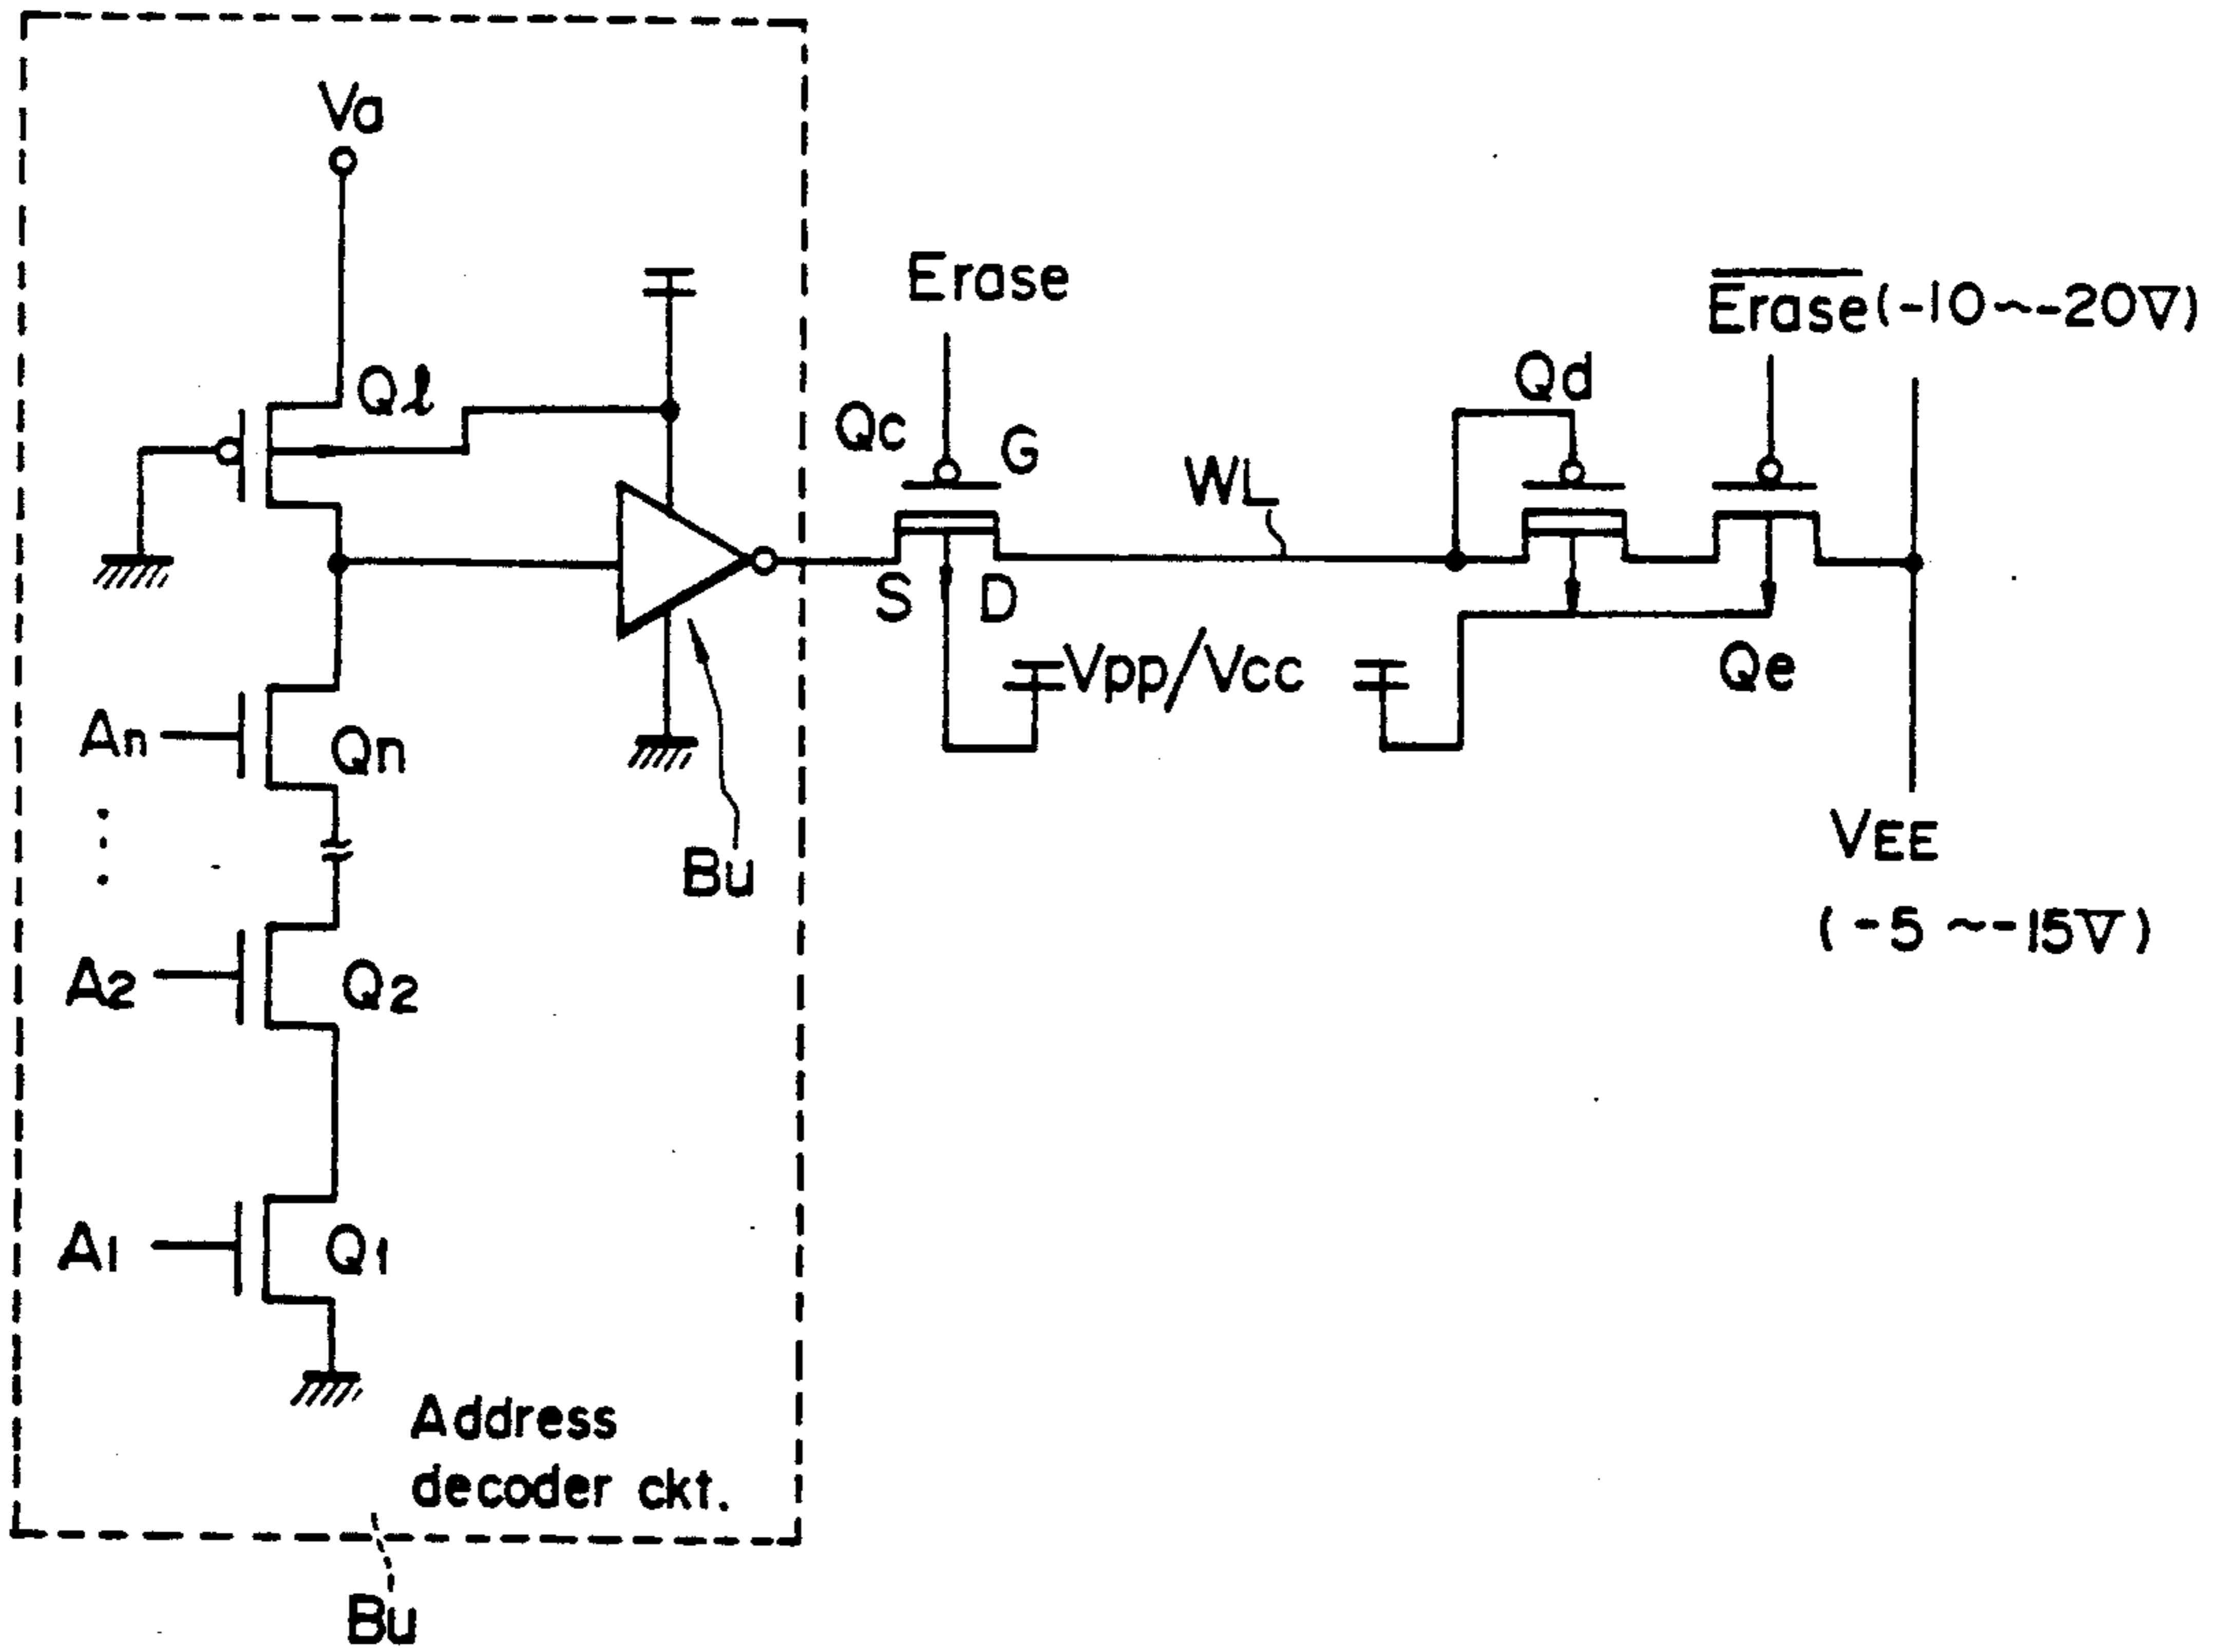 Va
Qℓ
Erase
Qc
G
S
D
WL
Vpp/Vcc
Qd
E̅r̅a̅s̅e̅(-10~-20V)
Qe
VEE
(-5 ~-15V)
An
Qn
Bu
A2
Q2
A1
Q1
Address
decoder ckt.
Bu